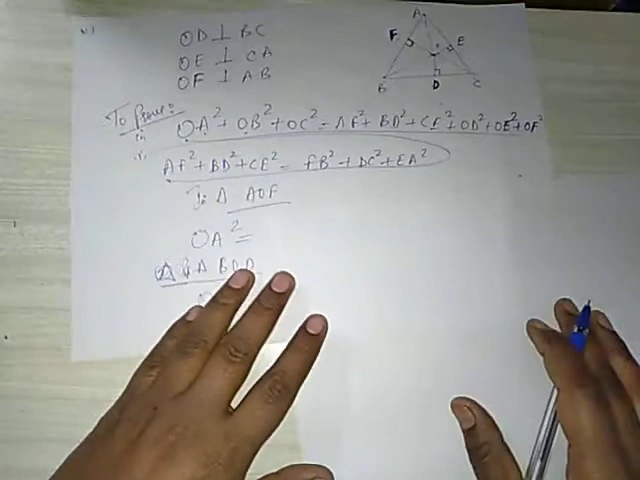 OD ⊥ BC
OE ⊥ CA
OF ⊥ AB
A
F
E
B
D
C
To Prove:
OA² + OB² + OC² = AF² + BD² + CE² + OD² + OE² + OF²
AF² + BD² + CE² = FB² + DC² + EA²
In Δ AOF
OA² =